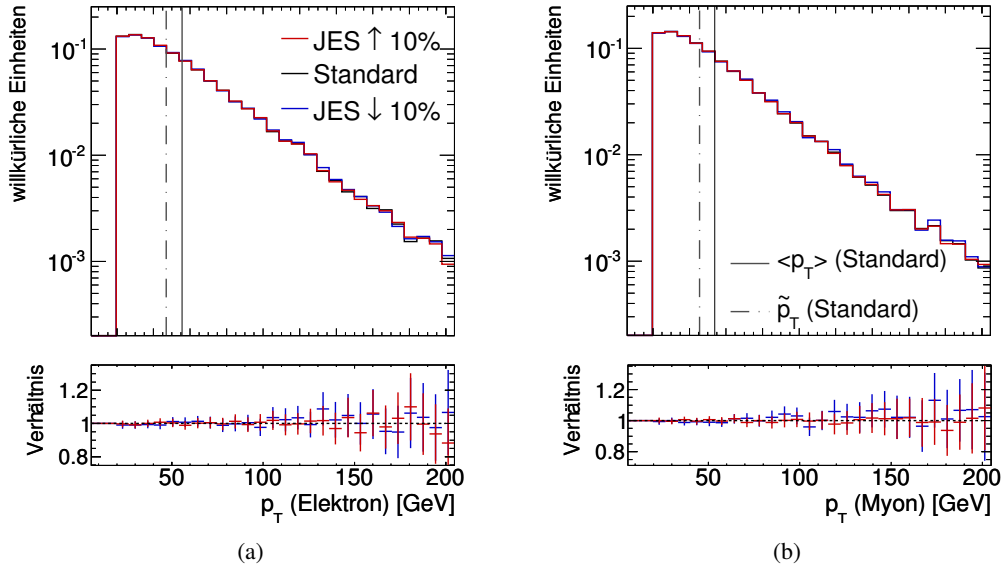 willkürliche Einheiten
10⁻¹
10⁻²
10⁻³
JES ↑ 10%
Standard
JES ↓ 10%
Verhältnis
1.2
1
0.8
50 100 150 200
p_T (Elektron) [GeV]
(a)
willkürliche Einheiten
10⁻¹
10⁻²
10⁻³
<p_T> (Standard)
p̃_T (Standard)
Verhältnis
1.2
1
0.8
50 100 150 200
p_T (Myon) [GeV]
(b)